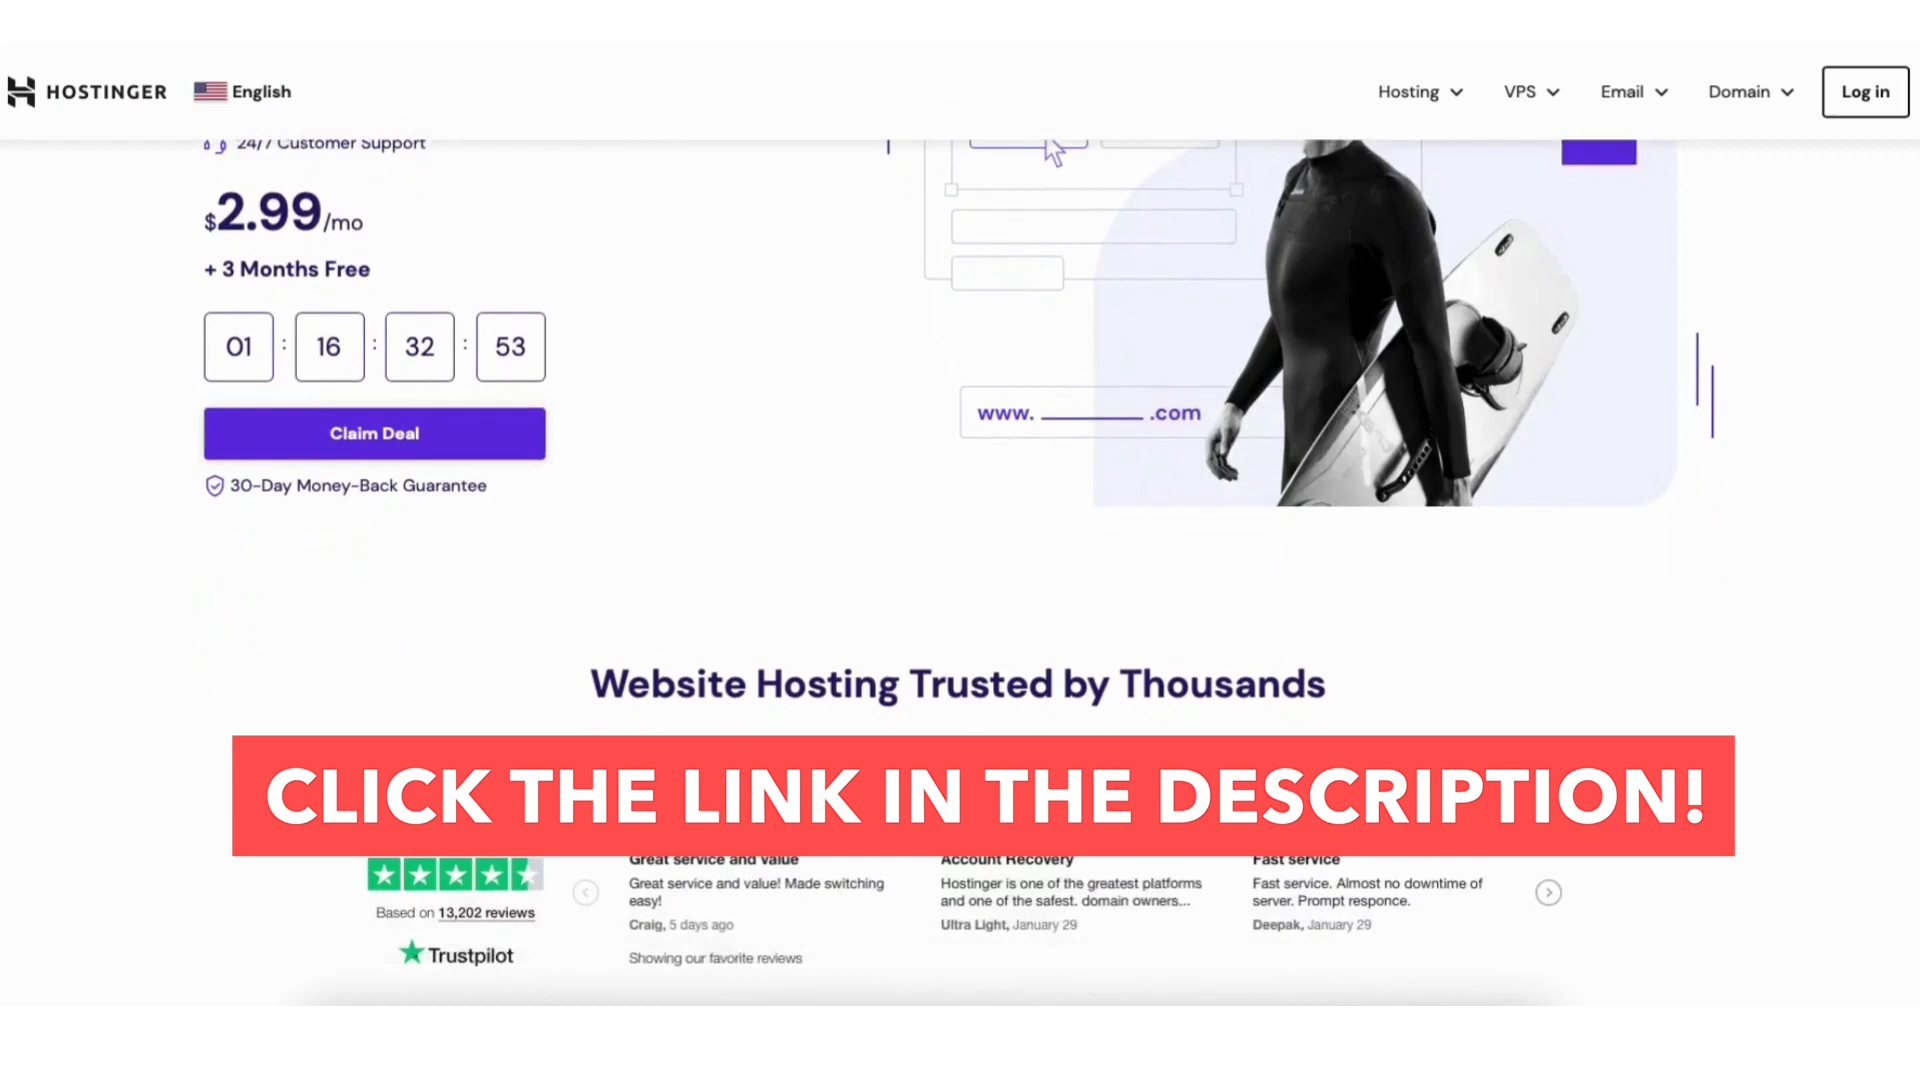 HOSTINGER
English
Hosting
VPS
Email
Domain
Log in
24/7 Customer Support
$2.99/mo
+ 3 Months Free
01 : 16 : 32 : 53
Claim Deal
30-Day Money-Back Guarantee
www. ________ .com
Website Hosting Trusted by Thousands
CLICK THE LINK IN THE DESCRIPTION!
Based on 13,202 reviews
Trustpilot
Great service and value
Great service and value! Made switching
easy!
Craig, 5 days ago
Showing our favorite reviews
Account Recovery
Hostinger is one of the greatest platforms
and one of the safest. domain owners...
Ultra Light, January 29
Fast service
Fast service. Almost no downtime of
server. Prompt responce.
Deepak, January 29